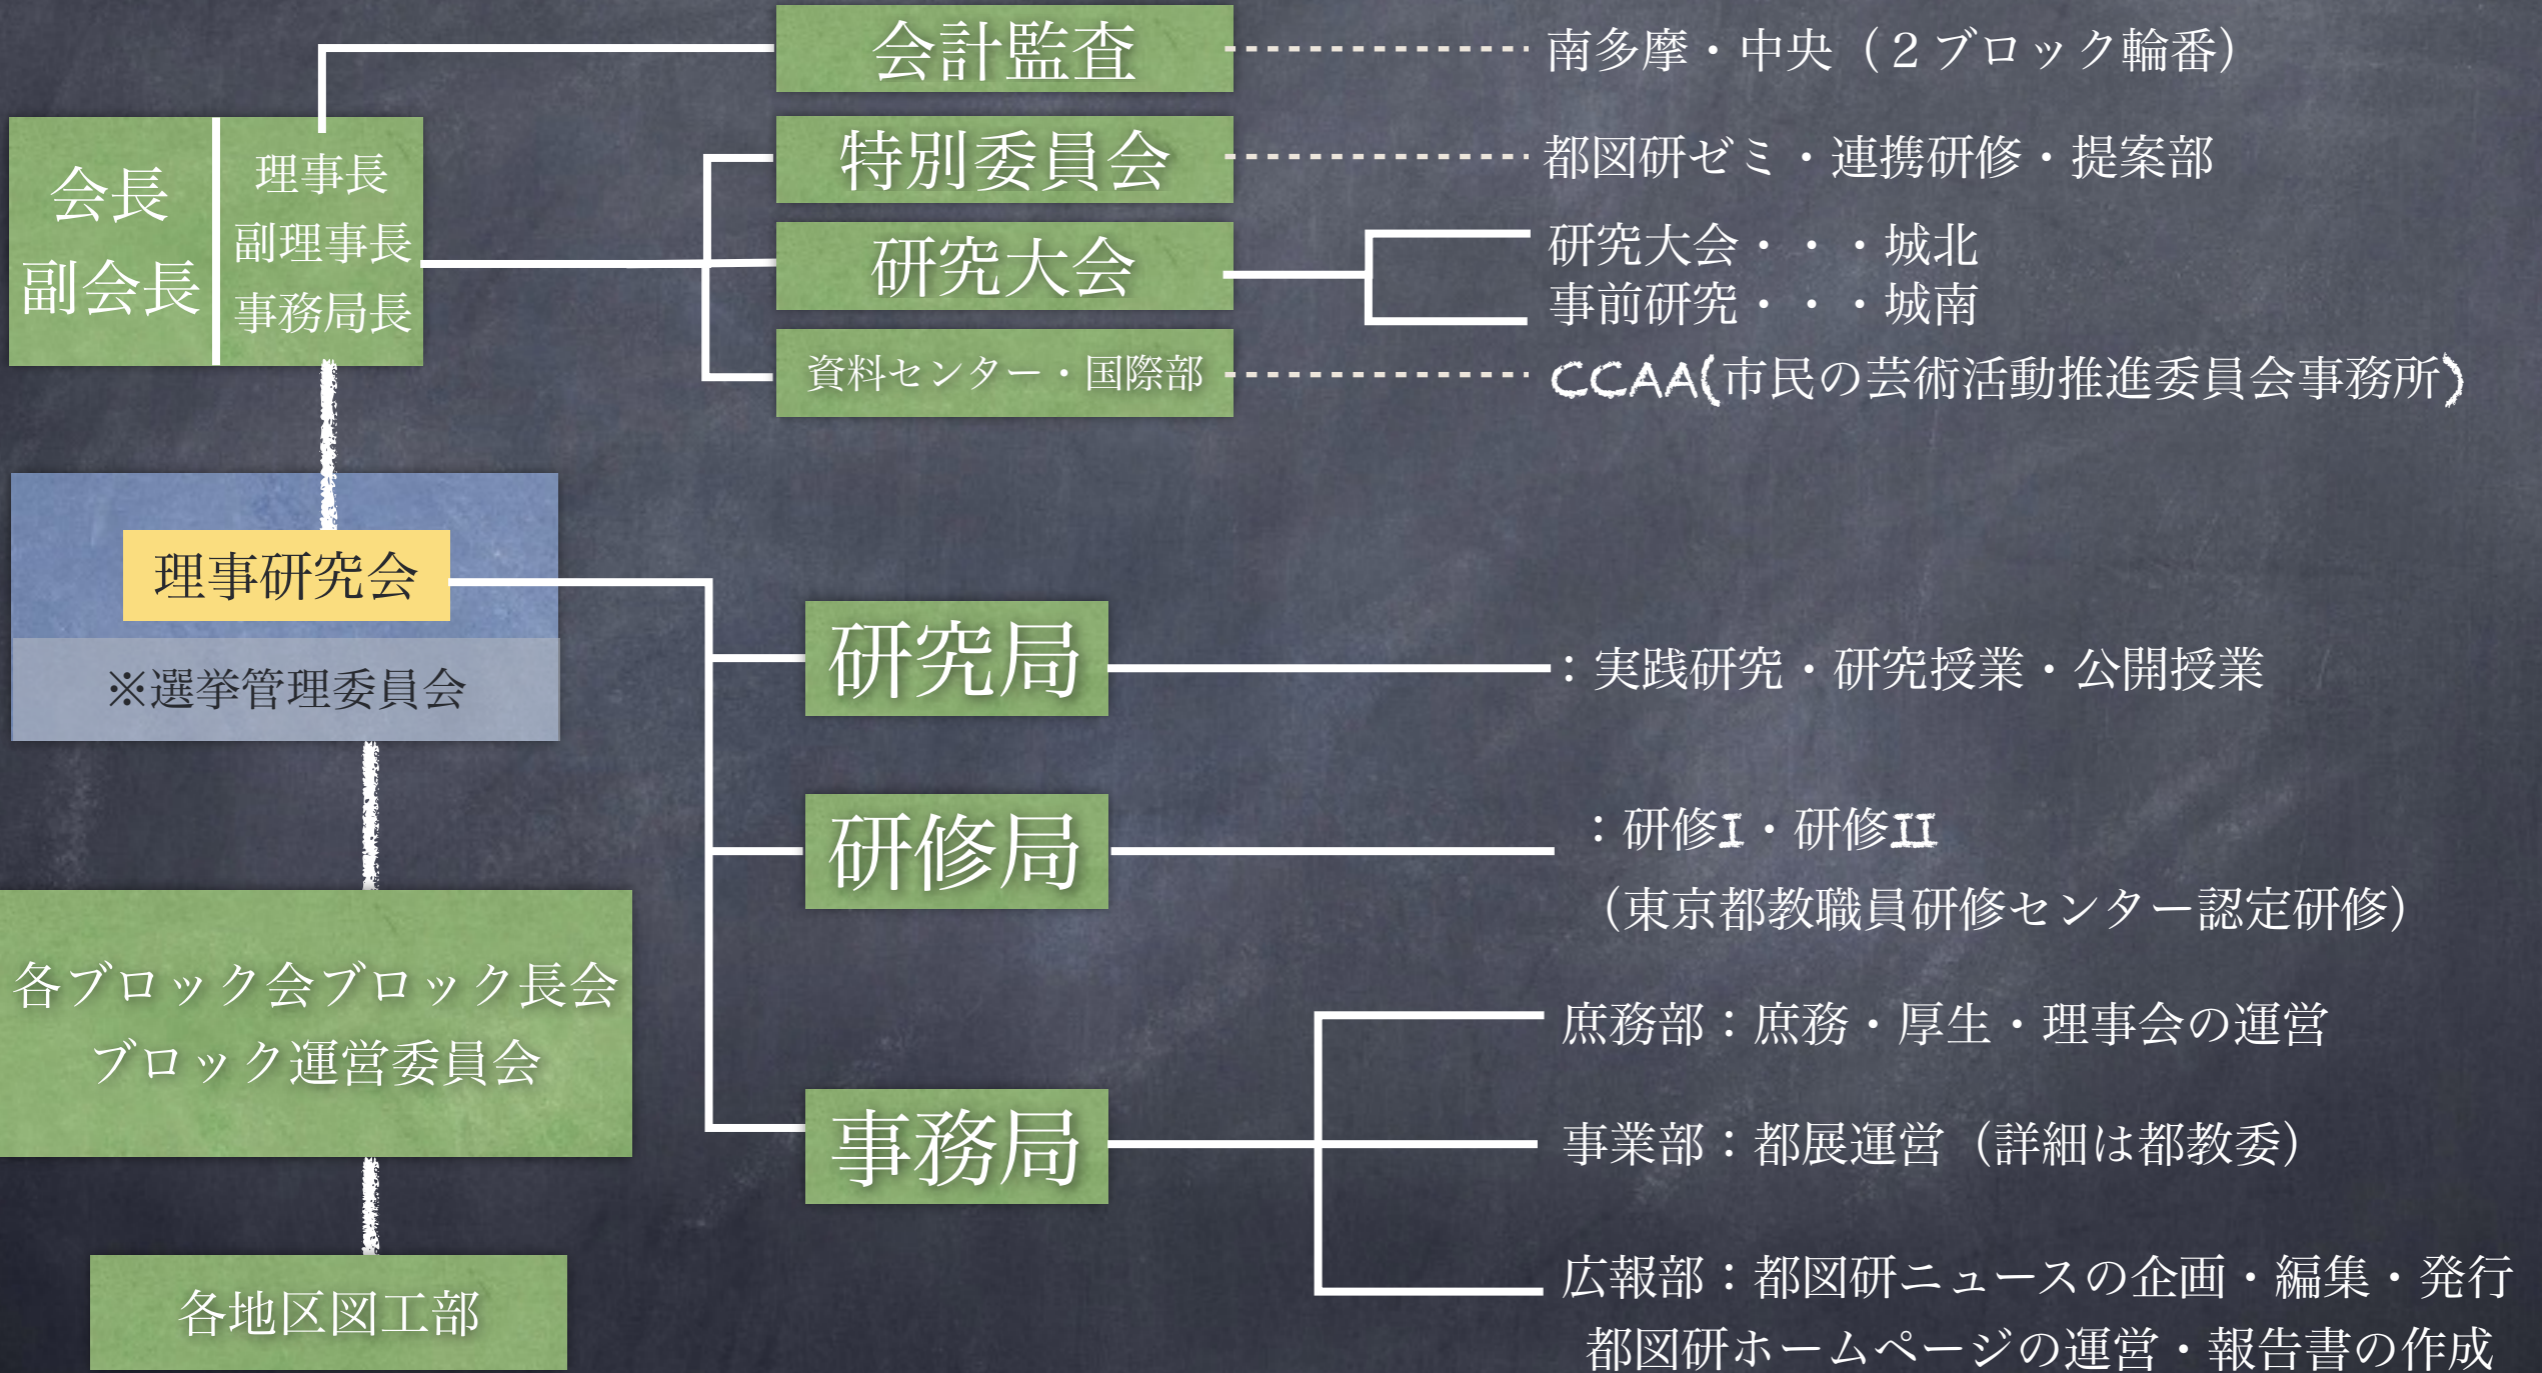 会長
副会長
理事長
副理事長
事務局長
会計監査
南多摩・中央（２ブロック輪番）
特別委員会
都図研ゼミ・連携研修・提案部
研究大会
研究大会・・・城北
事前研究・・・城南
資料センター・国際部
CCAA(市民の芸術活動推進委員会事務所)
理事研究会
※選挙管理委員会
研究局
：実践研究・研究授業・公開授業
研修局
：研修I・研修II
（東京都教職員研修センター認定研修）
各ブロック会ブロック長会
ブロック運営委員会
事務局
庶務部：庶務・厚生・理事会の運営
事業部：都展運営（詳細は都教委）
広報部：都図研ニュースの企画・編集・発行
都図研ホームページの運営・報告書の作成
各地区図工部